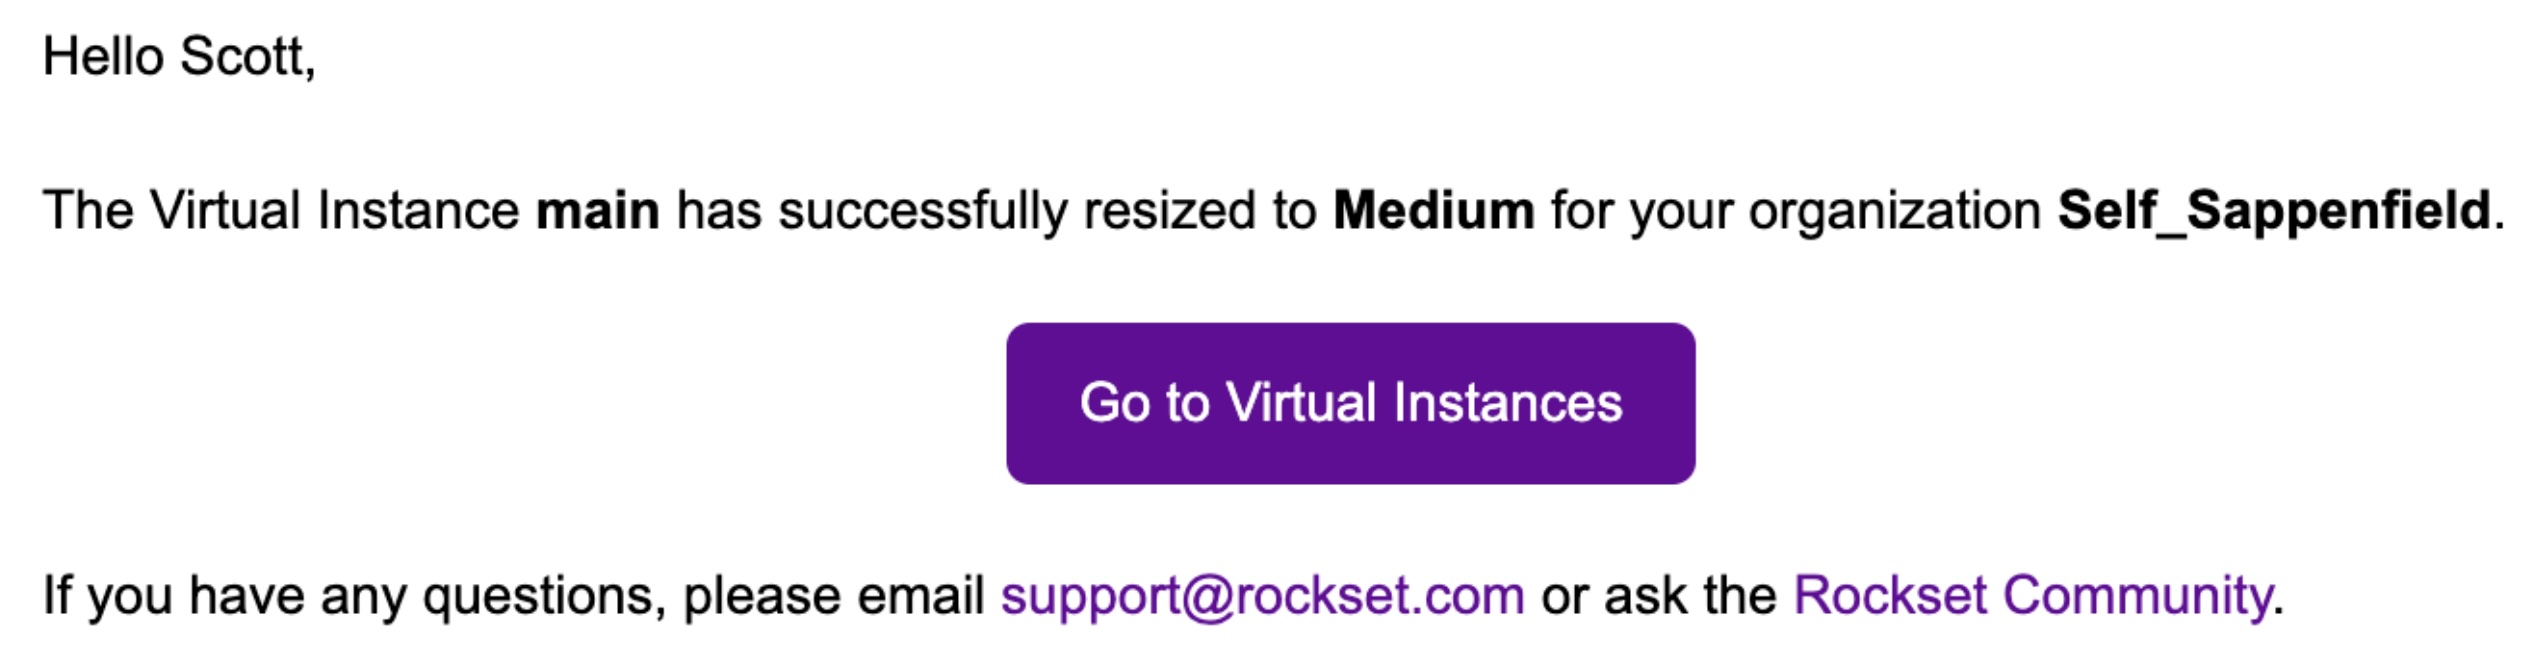 Hello Scott,
The Virtual Instance main has successfully resized to Medium for your organization Self_Sappenfield.
Go to Virtual Instances
If you have any questions, please email support@rockset.com or ask the Rockset Community.